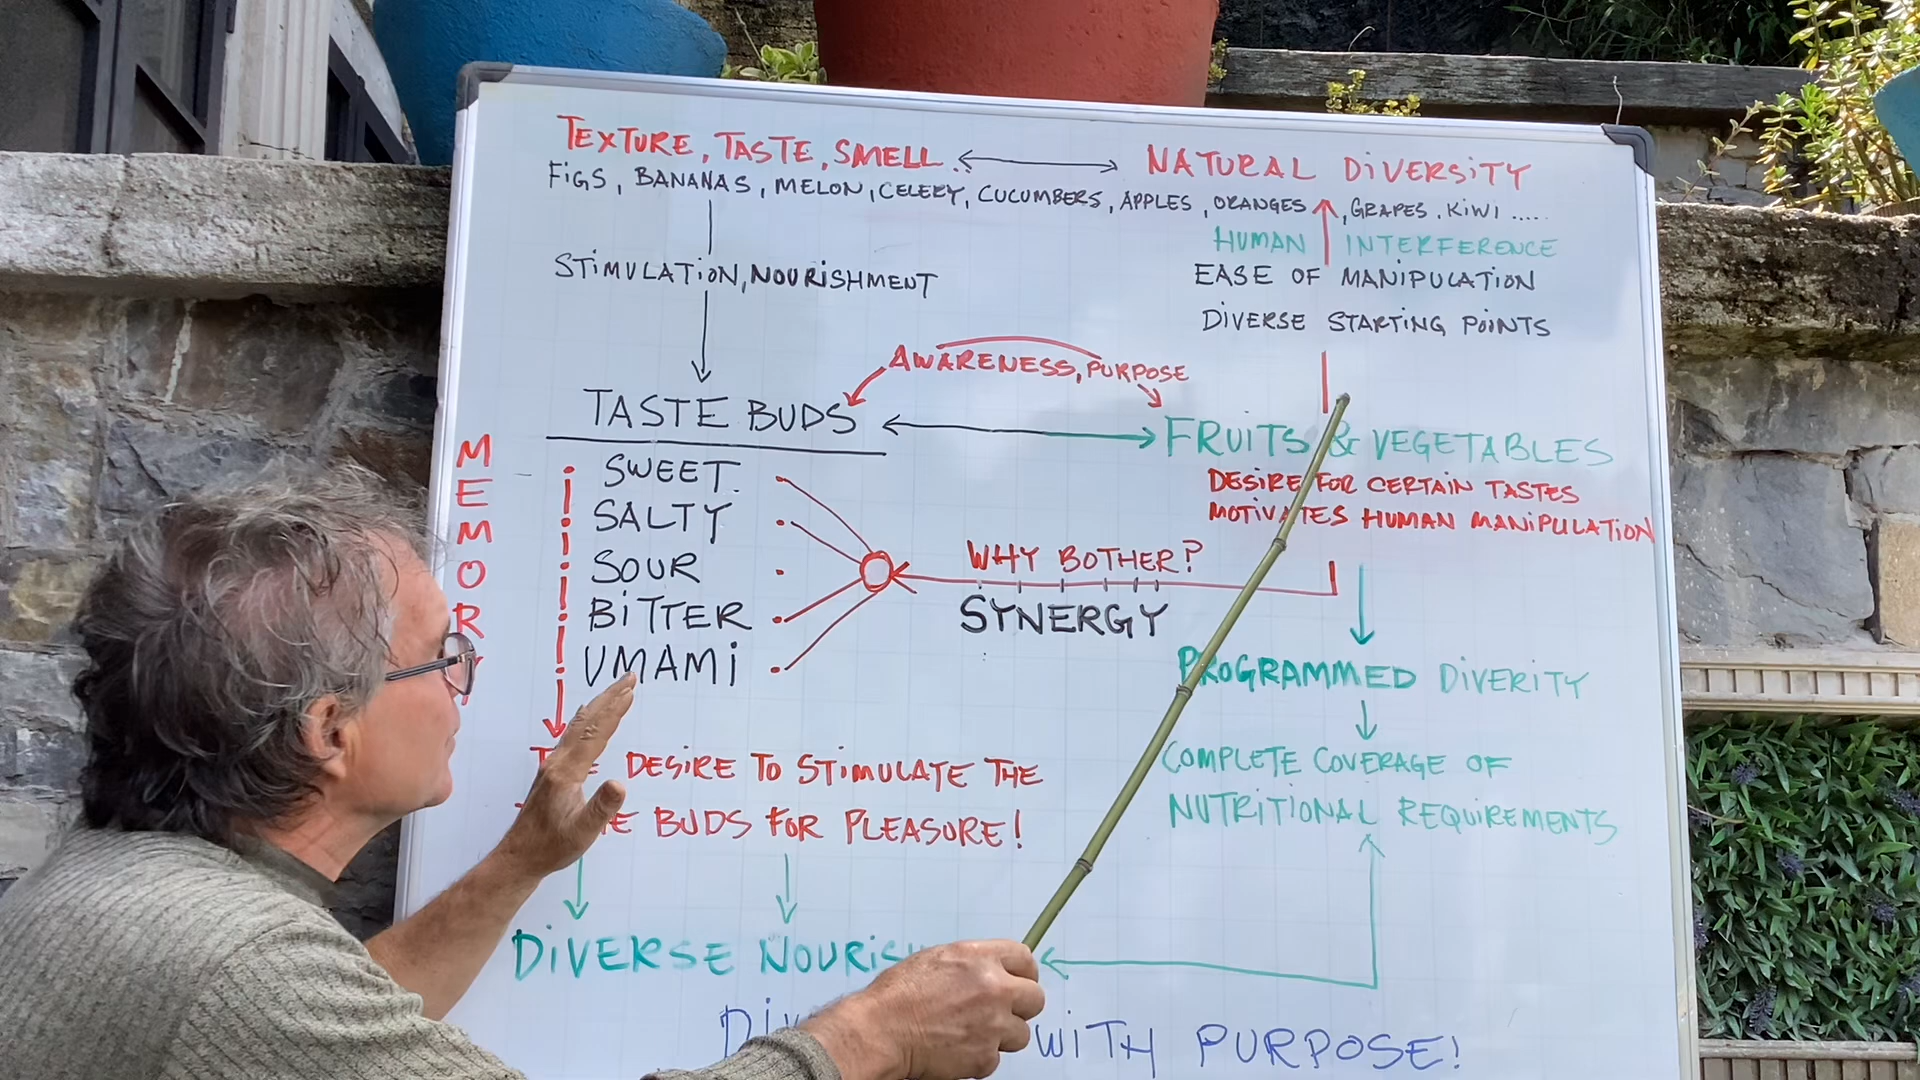 TEXTURE, TASTE, SMELL.. NATURAL DIVERSITY
FIGS, BANANAS, MELON, CELERY, CUCUMBERS, APPLES, ORANGES, GRAPES, KIWI .....
HUMAN INTERFERENCE
STIMULATION, NOURISHMENT
EASE OF MANIPULATION
DIVERSE STARTING POINTS
AWARENESS, PURPOSE
TASTE BUDS
FRUITS & VEGETABLES
MEMOR
SWEET
SALTY
SOUR
BITTER
UMAMI
DESIRE FOR CERTAIN TASTES
MOTIVATES HUMAN MANIPULATION
WHY BOTHER?
SYNERGY
PROGRAMMED DIVERITY
COMPLETE COVERAGE OF
NUTRITIONAL REQUIREMENTS
DESIRE TO STIMULATE THE
BUDS FOR PLEASURE!
DIVERSE
WITH PURPOSE!